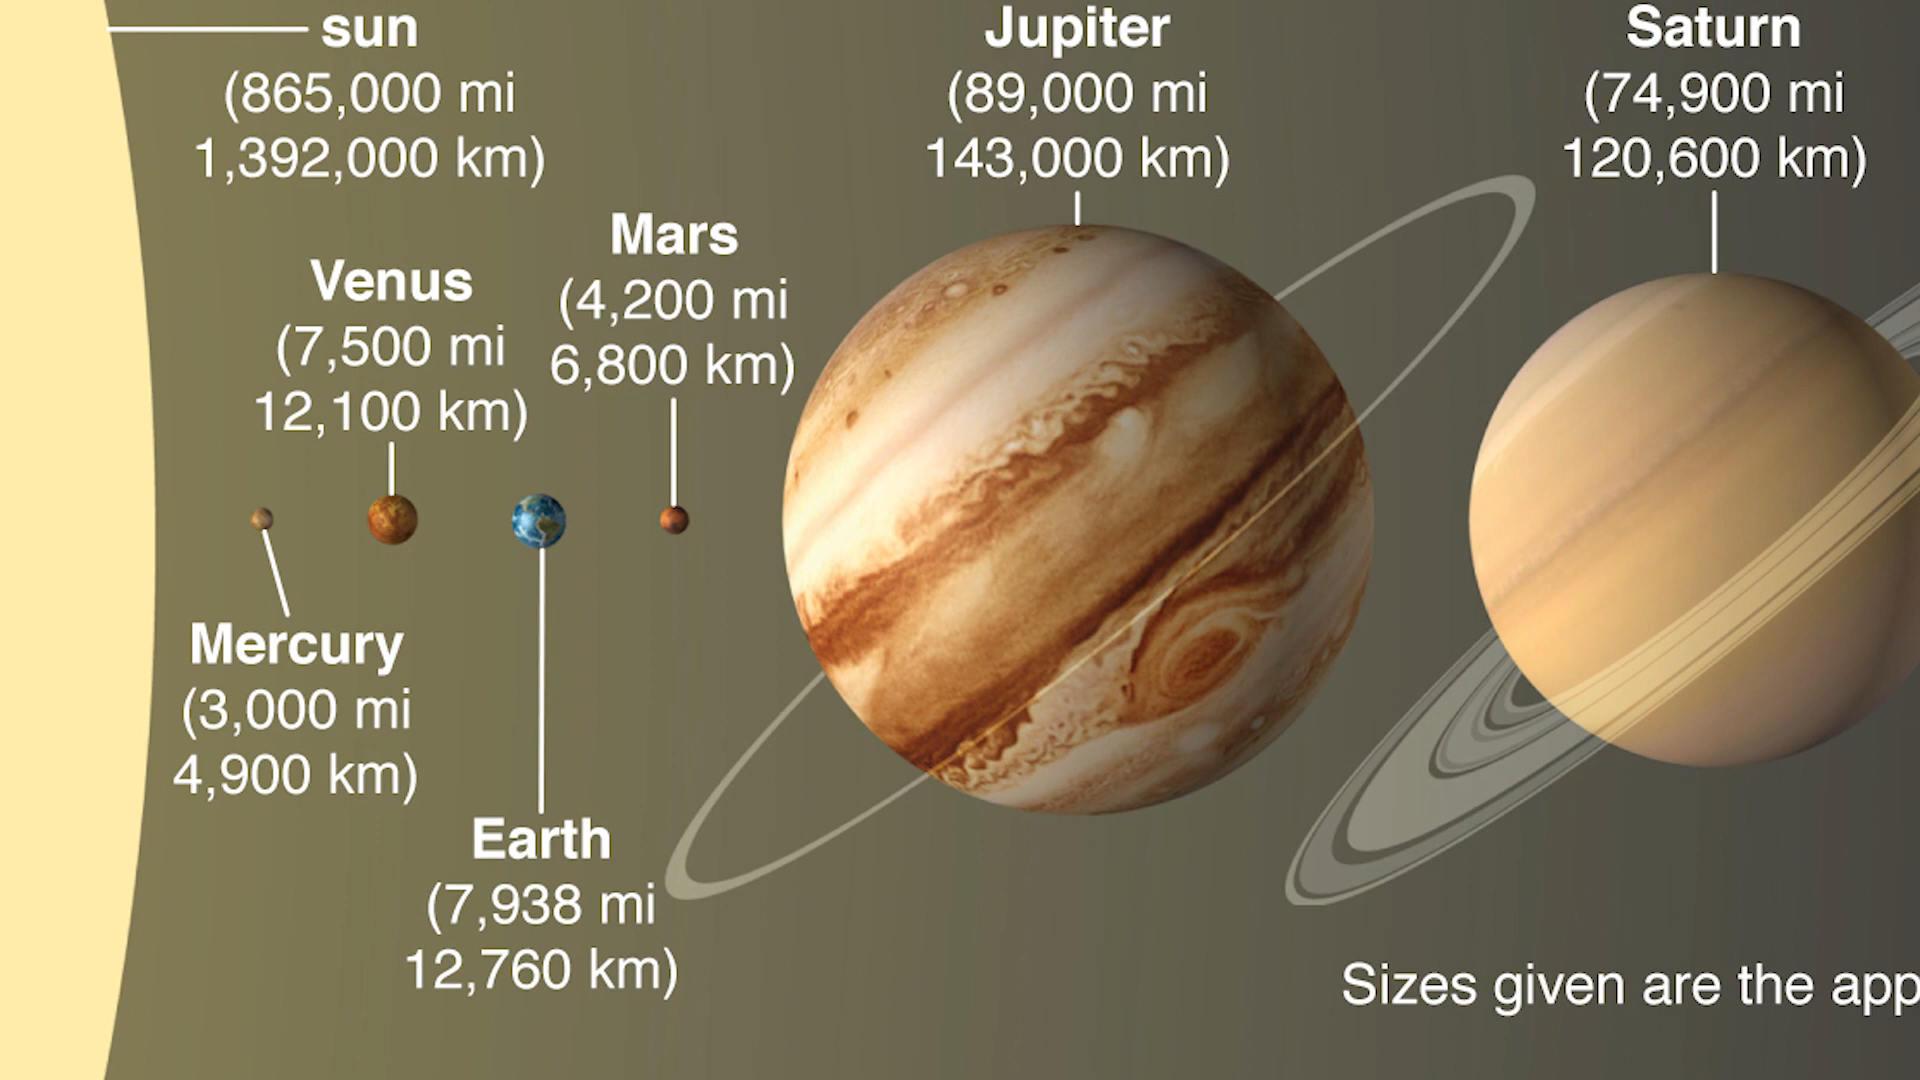 sun
(865,000 mi
1,392,000 km)
Venus
(7,500 mi
12,100 km)
Mars
(4,200 mi
6,800 km)
Jupiter
(89,000 mi
143,000 km)
Saturn
(74,900 mi
120,600 km)
Mercury
(3,000 mi
4,900 km)
Earth
(7,938 mi
12,760 km)
Sizes given are the app